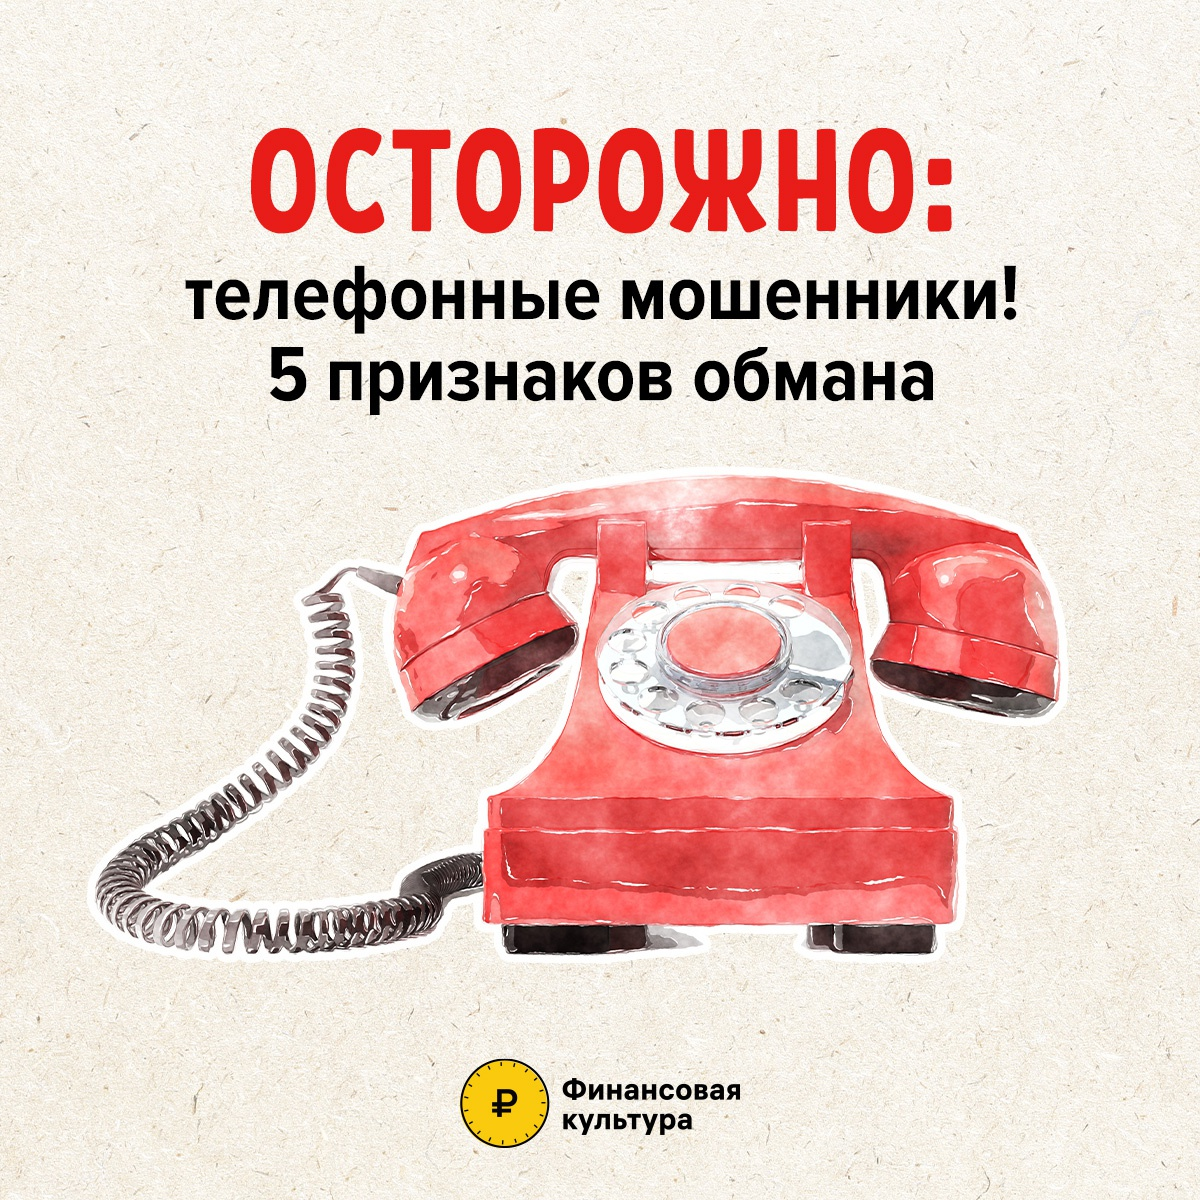 ОСТОРОЖНО:
телефонные мошенники!
5 признаков обмана
₽
Финансовая
культура